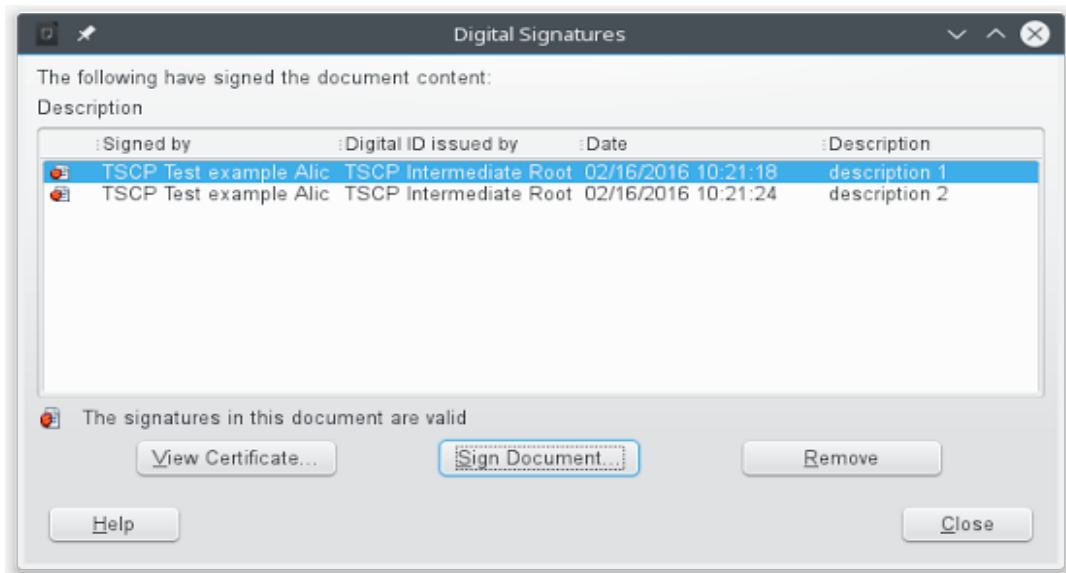 Digital Signatures
The following have signed the document content:
Description
Signed by Digital ID issued by Date Description
TSCP Test example Alic TSCP Intermediate Root 02/16/2016 10:21:18 description 1
TSCP Test example Alic TSCP Intermediate Root 02/16/2016 10:21:24 description 2
The signatures in this document are valid
View Certificate... Sign Document... Remove
Help Close